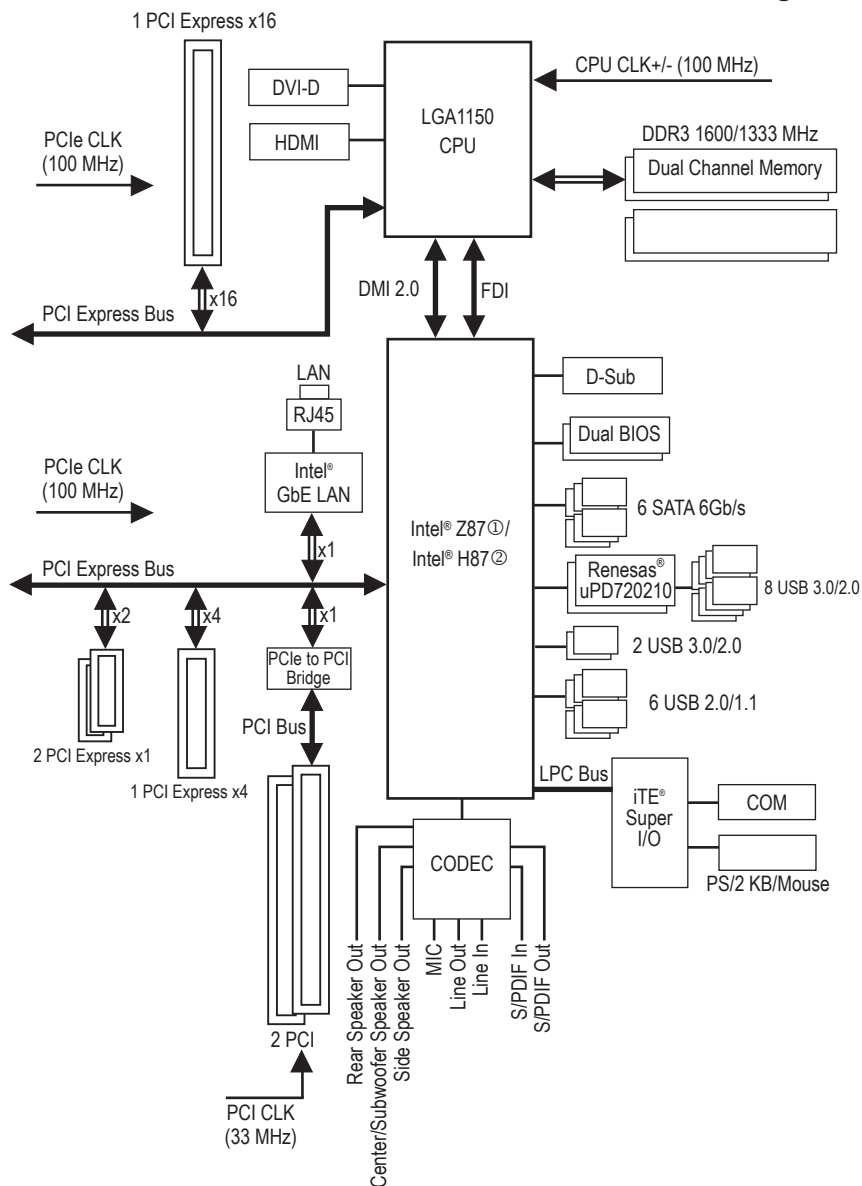 1 PCI Express x16
CPU CLK+/- (100 MHz)
DVI-D
LGA1150
CPU
HDMI
DDR3 1600/1333 MHz
Dual Channel Memory
PCIe CLK
(100 MHz)
x16
PCI Express Bus
DMI 2.0
FDI
LAN
RJ45
D-Sub
Dual BIOS
Intel®
GbE LAN
PCIe CLK
(100 MHz)
6 SATA 6Gb/s
Intel® Z87①/
Intel® H87②
x1
PCI Express Bus
Renesas®
uPD720210
8 USB 3.0/2.0
x2
x4
x1
PCIe to PCI
Bridge
2 USB 3.0/2.0
6 USB 2.0/1.1
PCI Bus
2 PCI Express x1
1 PCI Express x4
LPC Bus
iTE®
Super
I/O
COM
PS/2 KB/Mouse
CODEC
Rear Speaker Out
Center/Subwoofer Speaker Out
Side Speaker Out
MIC
Line Out
Line In
S/PDIF In
S/PDIF Out
2 PCI
PCI CLK
(33 MHz)